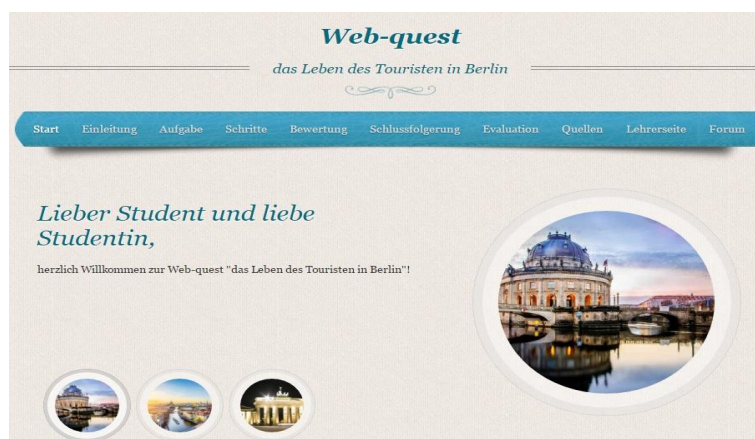 Web-quest
das Leben des Touristen in Berlin
Start Einleitung Aufgabe Schritte Bewertung Schlussfolgerung Evaluation Quellen Lehrerseite Forum
Lieber Student und liebe
Studentin,
herzlich Willkommen zur Web-quest "das Leben des Touristen in Berlin"!